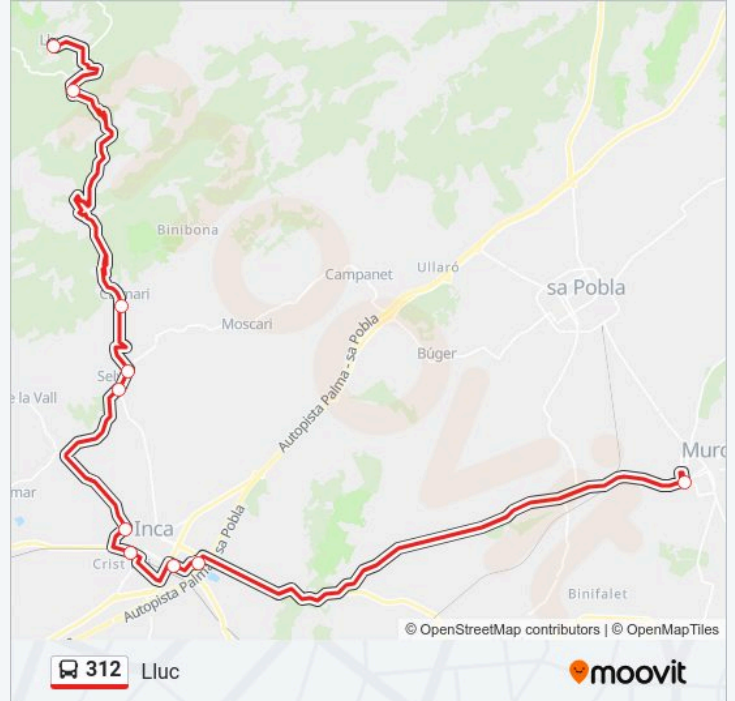 Binibona
Campanet
Ullaró
sa Pobla
Moscari
Búger
Autopista Palma - sa Pobla
de la Vall
Inca
Crist
sa Pobla
Autopista Palma
Binifalet
© OpenStreetMap contributors | © OpenMapTiles
312 Lluc
moovit